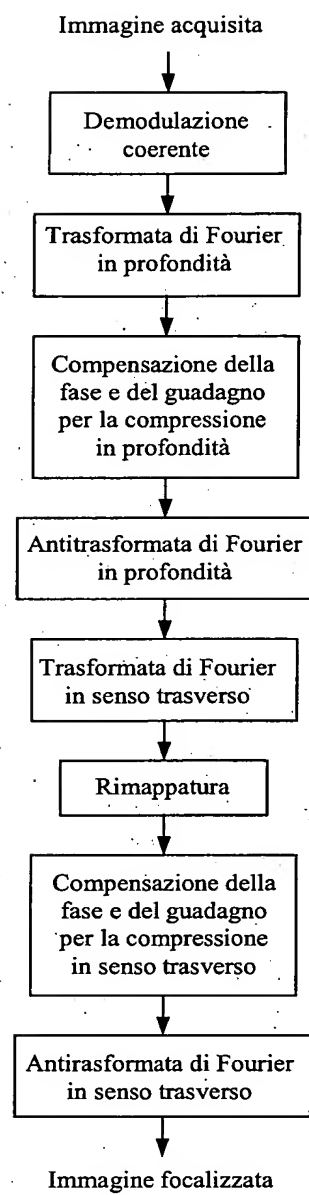 Immagine acquisita
Demodulazione
coerente
Trasformata di Fourier
in profondità
Compensazione della
fase e del guadagno
per la compressione
in profondità
Antitrasformata di Fourier
in profondità
Trasformata di Fourier
in senso trasverso
Rimappatura
Compensazione della
fase e del guadagno
per la compressione
in senso trasverso
Antirasformata di Fourier
in senso trasverso
Immagine focalizzata